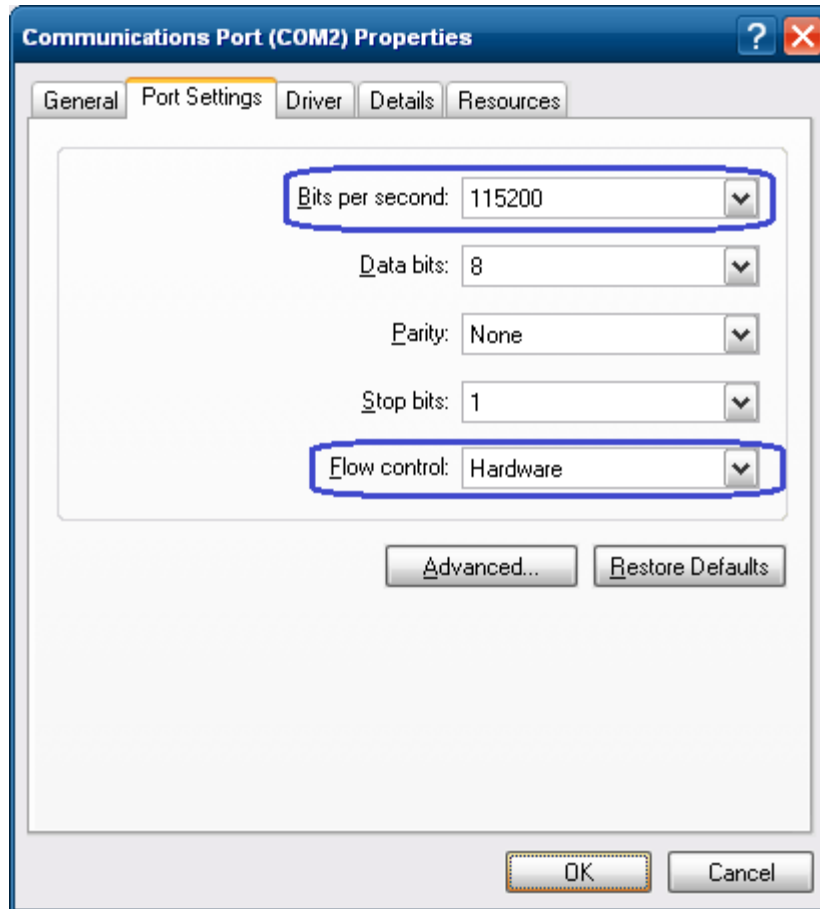 Communications Port (COM2) Properties
General Port Settings Driver Details Resources
Bits per second: 115200
Data bits: 8
Parity: None
Stop bits: 1
Flow control: Hardware
Advanced... Restore Defaults
OK Cancel